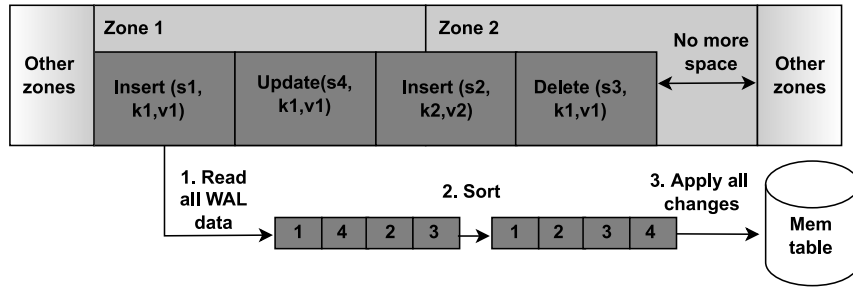 Zone 1
Zone 2
Other
zones
Insert (s1,
k1,v1)
Update(s4,
k1,v1)
Insert (s2,
k2,v2)
Delete (s3,
k1,v1)
No more
space
Other
zones
1. Read
all WAL
data
2. Sort
3. Apply all
changes
1 4 2 3
1 2 3 4
Mem
table